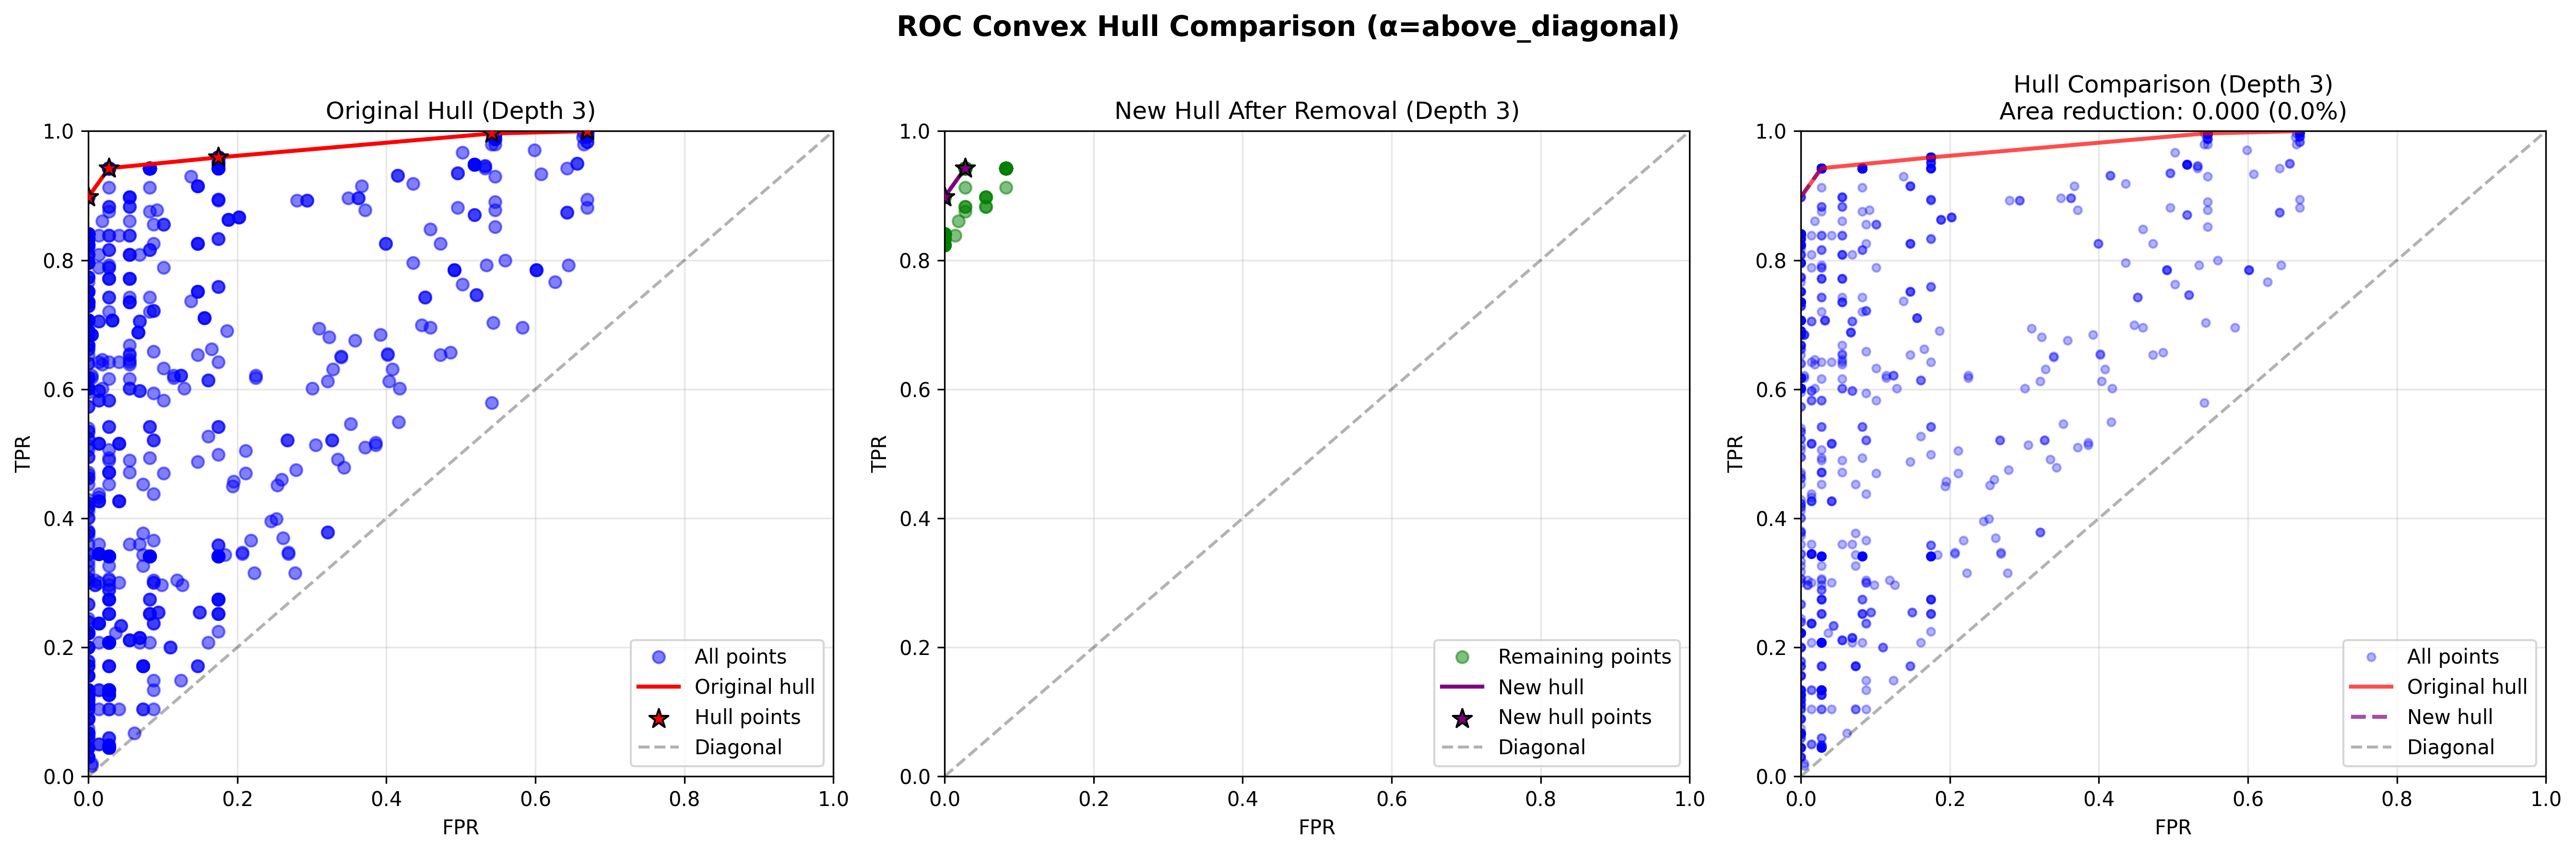 ROC Convex Hull Comparison (α=above_diagonal)
Original Hull (Depth 3)
1.0
0.8
0.6
0.4
0.2
0.0
TPR
0.0 0.2 0.4 0.6 0.8 1.0
FPR
All points
Original hull
Hull points
Diagonal
New Hull After Removal (Depth 3)
1.0
0.8
0.6
0.4
0.2
0.0
TPR
0.0 0.2 0.4 0.6 0.8 1.0
FPR
Remaining points
New hull
New hull points
Diagonal
Hull Comparison (Depth 3)
Area reduction: 0.000 (0.0%)
1.0
0.8
0.6
0.4
0.2
0.0
TPR
0.0 0.2 0.4 0.6 0.8 1.0
FPR
All points
Original hull
New hull
Diagonal